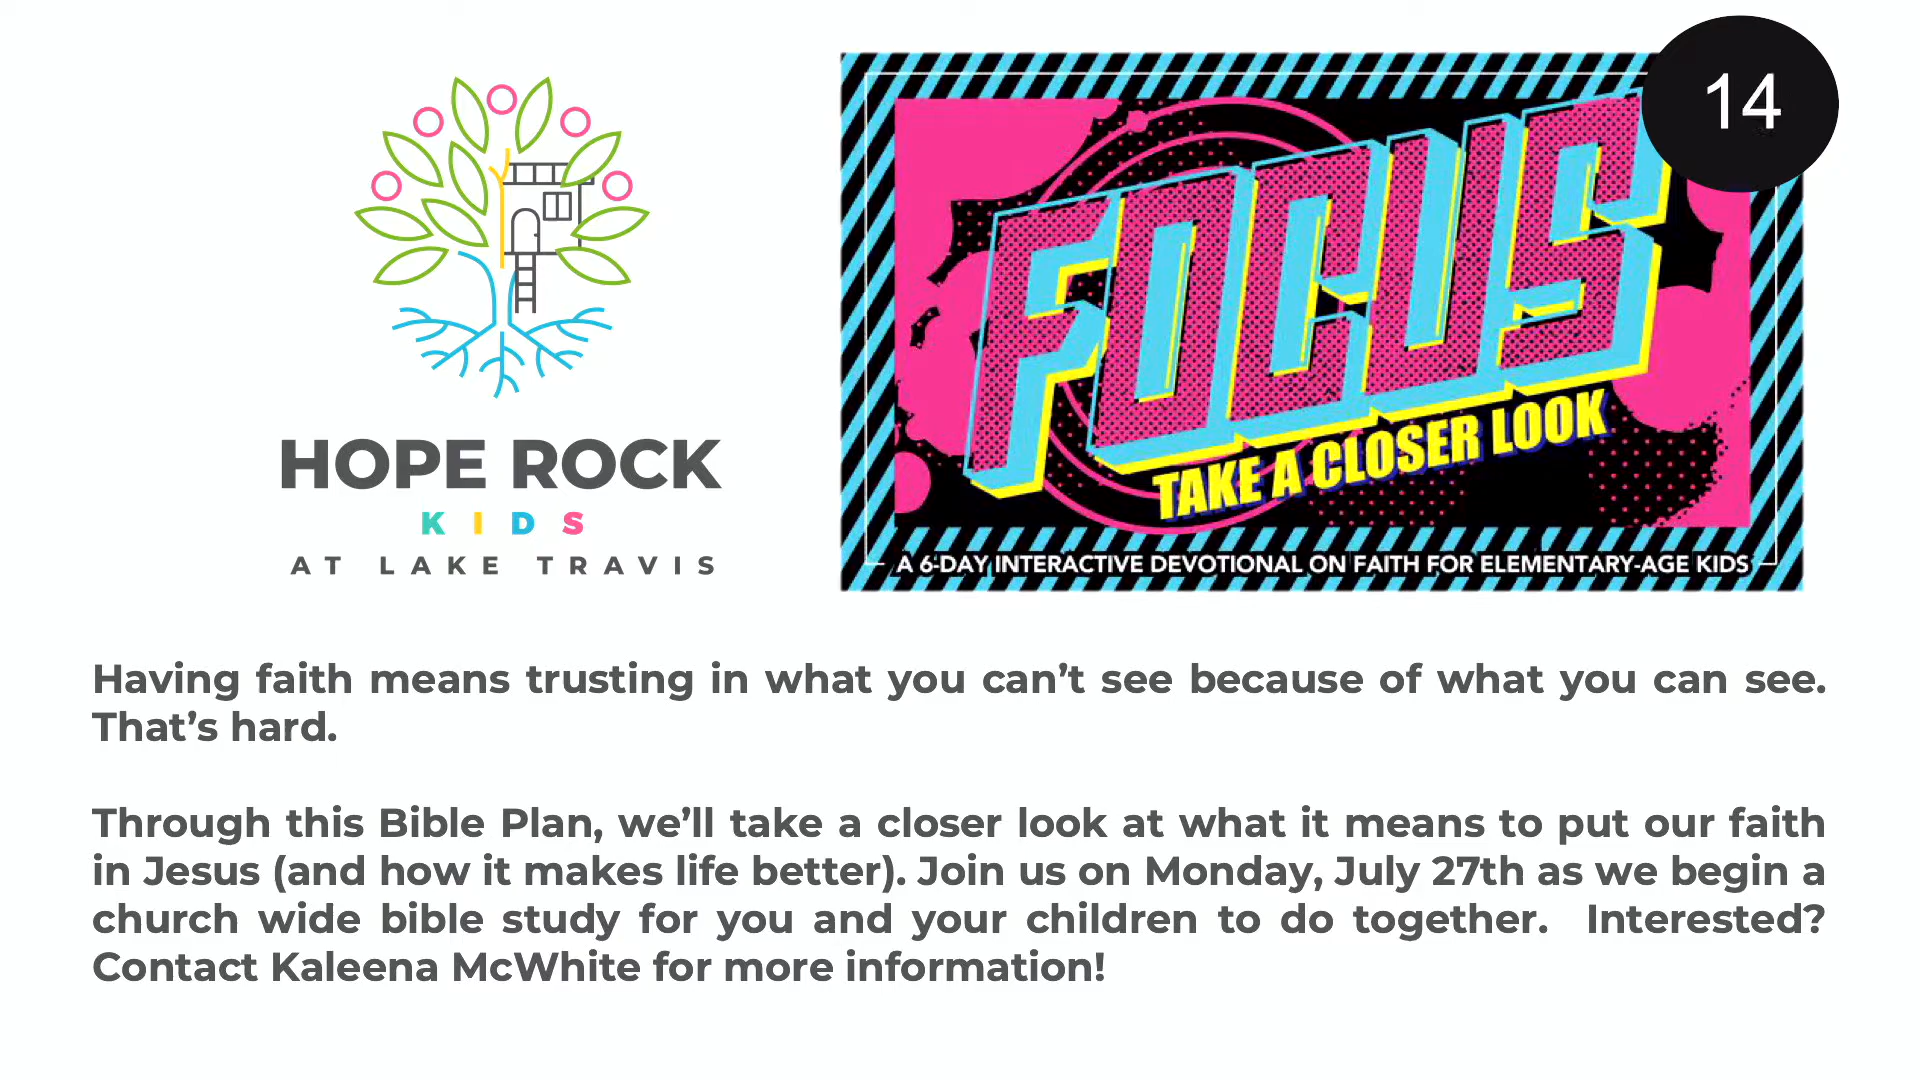 HOPE ROCK
KIDS
AT LAKE TRAVIS
14
FOCUS
TAKE A CLOSER LOOK
A 6-DAY INTERACTIVE DEVOTIONAL ON FAITH FOR ELEMENTARY-AGE KIDS
Having faith means trusting in what you can’t see because of what you can see.
That’s hard.
Through this Bible Plan, we’ll take a closer look at what it means to put our faith
in Jesus (and how it makes life better). Join us on Monday, July 27th as we begin a
church wide bible study for you and your children to do together.  Interested?
Contact Kaleena McWhite for more information!